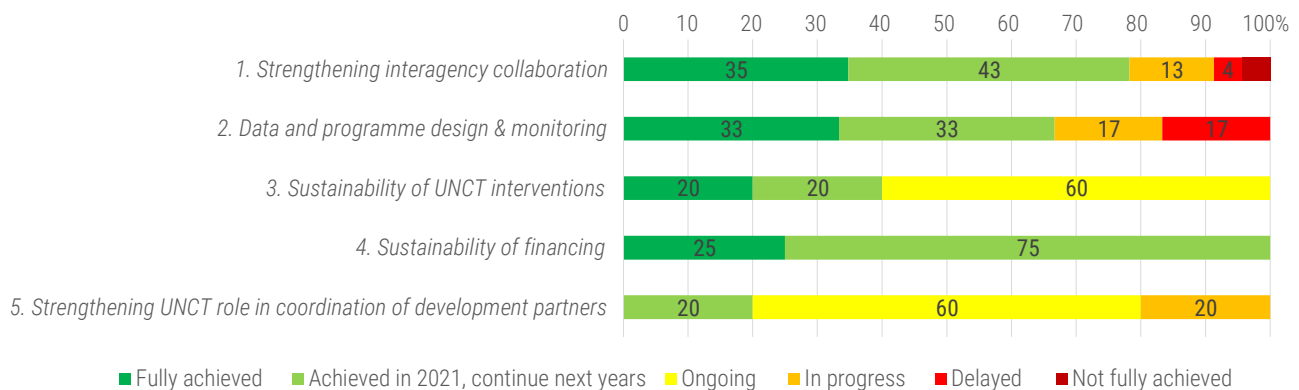 0 10 20 30 40 50 60 70 80 90 100%
1. Strengthening interagency collaboration 35 43 13 4
2. Data and programme design & monitoring 33 33 17 17
3. Sustainability of UNCT interventions 20 20 60
4. Sustainability of financing 25 75
5. Strengthening UNCT role in coordination of development partners 20 60 20
Fully achieved Achieved in 2021, continue next years Ongoing In progress Delayed Not fully achieved